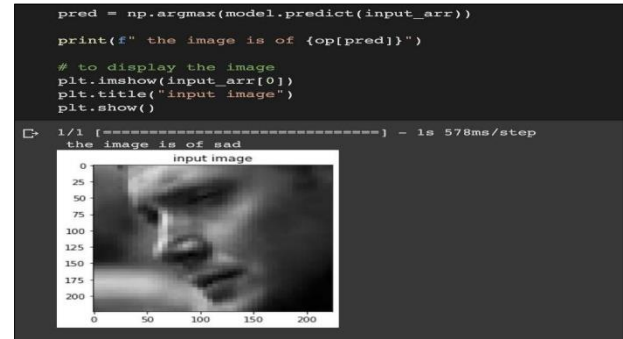 pred = np.argmax(model.predict(input_arr))
print(f" the image is of {op[pred]}")
# to display the image
plt.imshow(input_arr[0])
plt.title("input image")
plt.show()
1/1 [==============================] - 1s 578ms/step
the image is of sad
input image
0
25
50
75
100
125
150
175
200
0 50 100 150 200